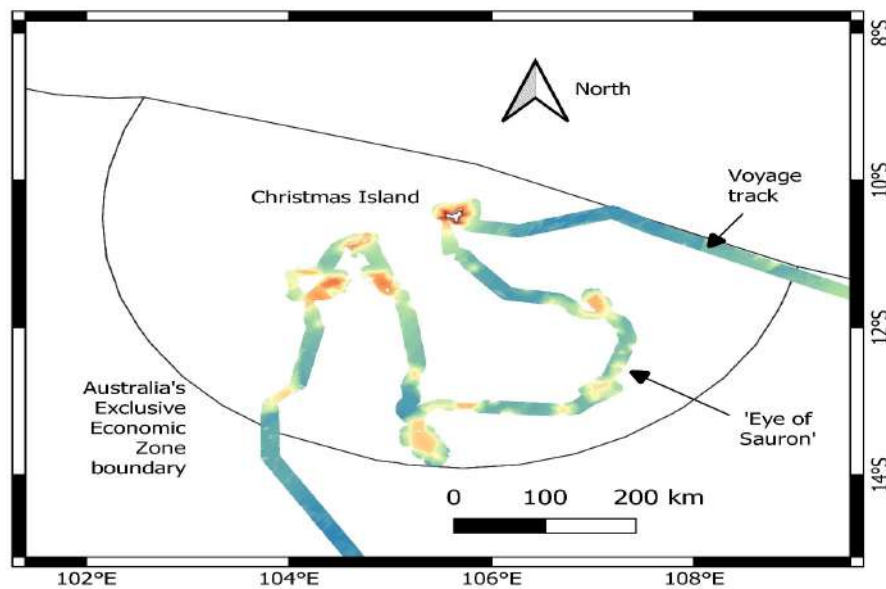 8°S
North
10°S
Voyage
track
Christmas Island
12°S
Australia's
Exclusive
Economic
Zone
boundary
'Eye of
Sauron'
14°S
0 100 200 km
102°E 104°E 106°E 108°E